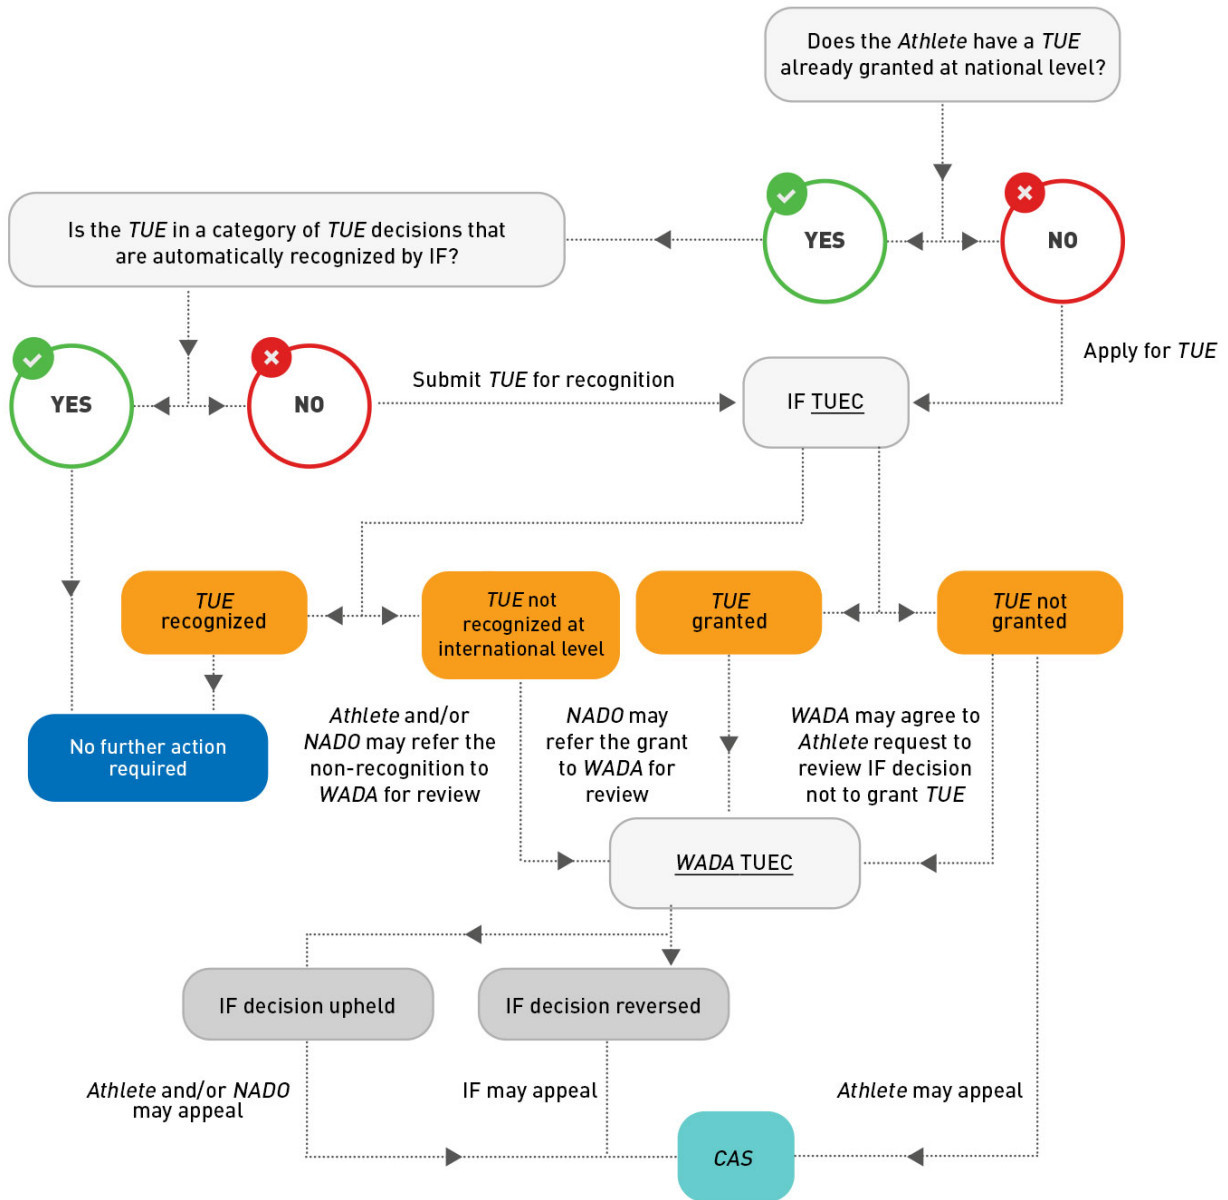 Does the Athlete have a TUE
already granted at national level?
YES
NO
Is the TUE in a category of TUE decisions that
are automatically recognized by IF?
YES
NO
Submit TUE for recognition
IF TUEC
Apply for TUE
TUE
recognized
TUE not
recognized at
international level
TUE
granted
TUE not
granted
No further action
required
Athlete and/or
NADO may refer the
non-recognition to
WADA for review
NADO may
refer the grant
to WADA for
review
WADA may agree to
Athlete request to
review IF decision
not to grant TUE
WADA TUEC
IF decision upheld
IF decision reversed
Athlete and/or NADO
may appeal
IF may appeal
Athlete may appeal
CAS